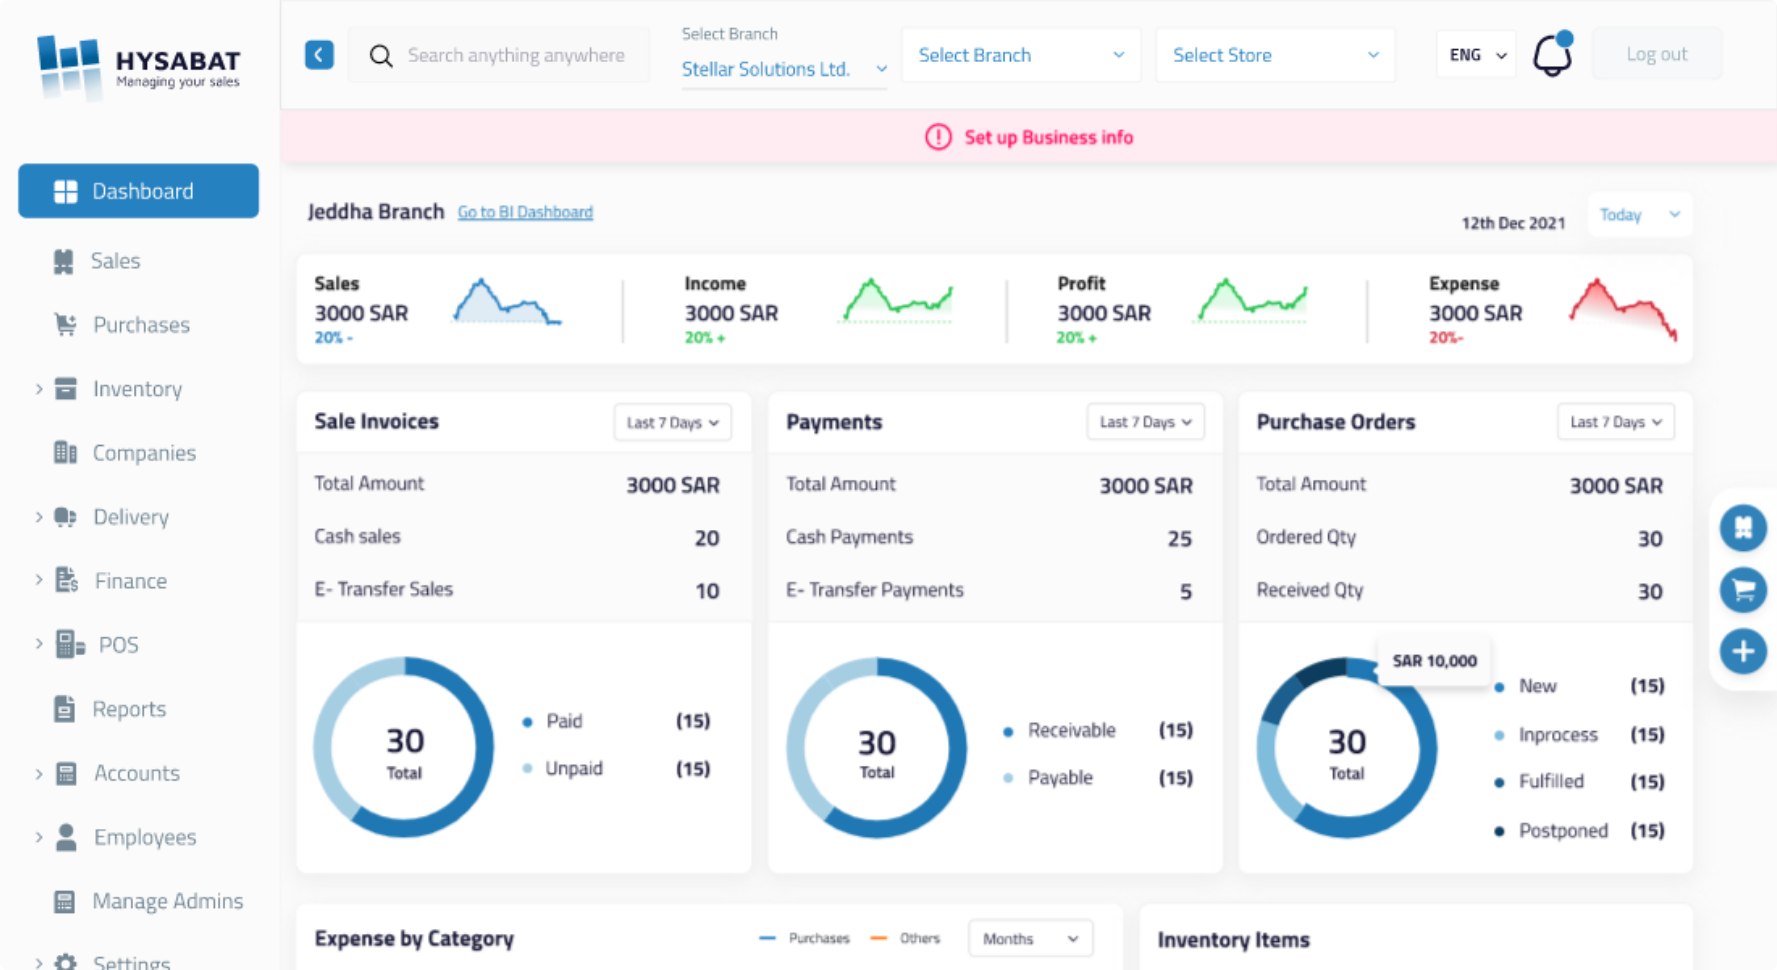 HYSABAT
Managing your sales
Search anything anywhere
Select Branch
Stellar Solutions Ltd.
Select Branch
Select Store
ENG
Log out
Set up Business info
Dashboard
Sales
Purchases
Inventory
Companies
Delivery
Finance
POS
Reports
Accounts
Employees
Manage Admins
Settings
Jeddha Branch Go to BI Dashboard
12th Dec 2021
Today
Sales
3000 SAR
20% -
Income
3000 SAR
20% +
Profit
3000 SAR
20% +
Expense
3000 SAR
20%-
Sale Invoices
Last 7 Days
Total Amount 3000 SAR
Cash sales 20
E- Transfer Sales 10
30
Total
Paid (15)
Unpaid (15)
Payments
Last 7 Days
Total Amount 3000 SAR
Cash Payments 25
E- Transfer Payments 5
30
Total
Receivable (15)
Payable (15)
Purchase Orders
Last 7 Days
Total Amount 3000 SAR
Ordered Qty 30
Received Qty 30
SAR 10,000
30
Total
New (15)
Inprocess (15)
Fulfilled (15)
Postponed (15)
Expense by Category
Purchases
Others
Months
Inventory Items